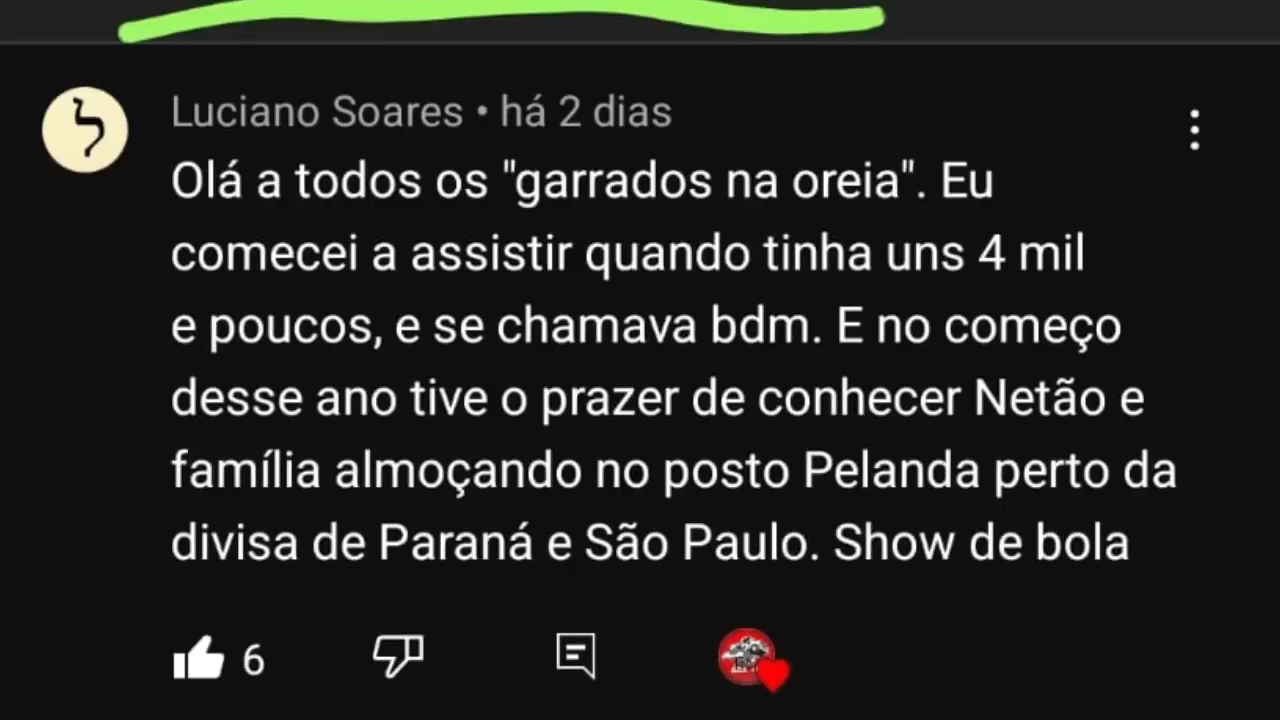 Luciano Soares • há 2 dias
Olá a todos os "garrados na oreia". Eu
comecei a assistir quando tinha uns 4 mil
e poucos, e se chamava bdm. E no começo
desse ano tive o prazer de conhecer Netão e
família almoçando no posto Pelanda perto da
divisa de Paraná e São Paulo. Show de bola
6